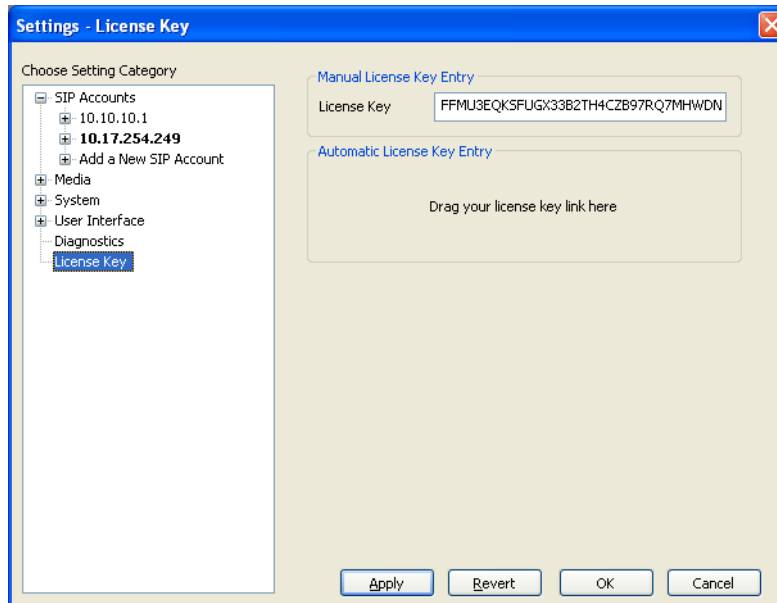 Settings - License Key
Choose Setting Category
SIP Accounts
10.10.10.1
10.17.254.249
Add a New SIP Account
Media
System
User Interface
Diagnostics
License Key
Manual License Key Entry
License Key FFMU3EQKSFUGX33B2TH4CZB97RQ7MHWDN
Automatic License Key Entry
Drag your license key link here
Apply Revert OK Cancel